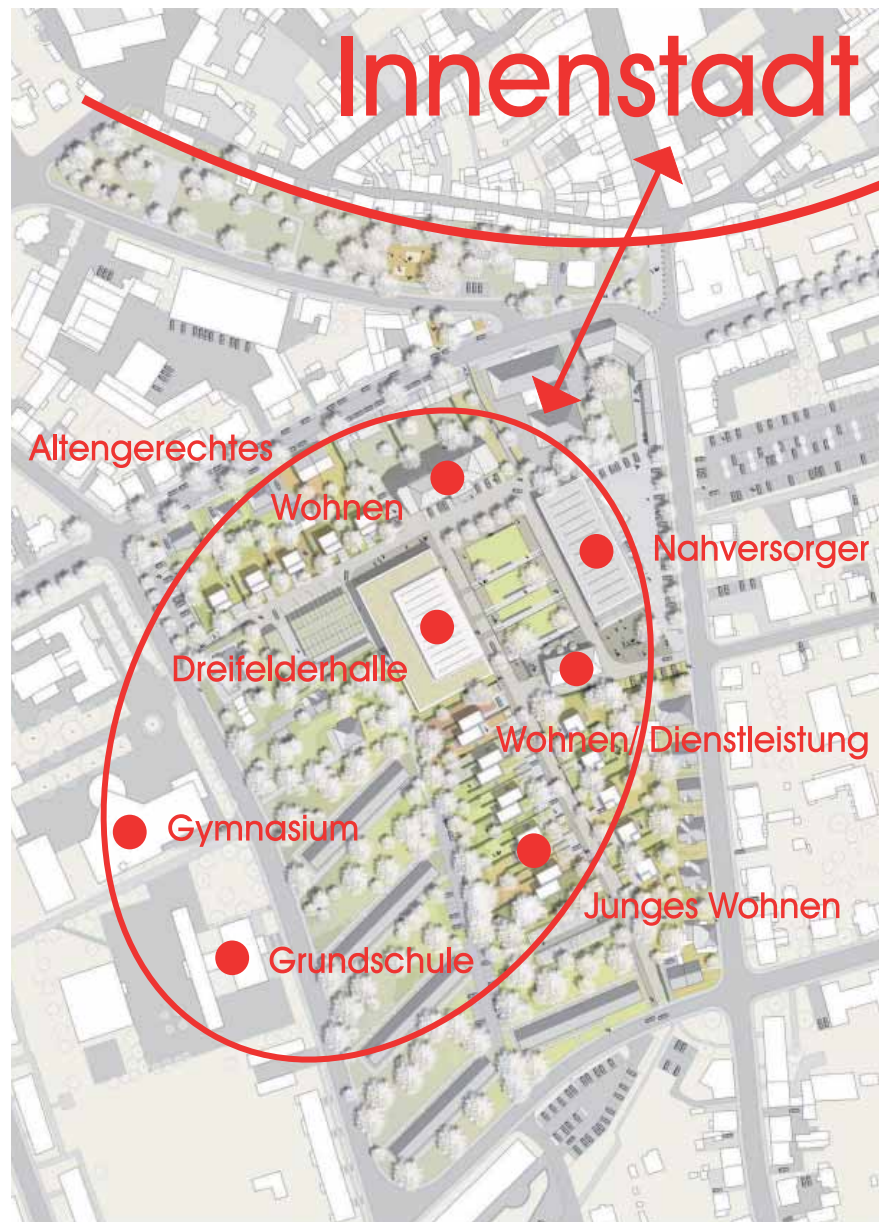 Innenstadt
Altengerechtes
Wohnen
Nahversorger
Dreifelderhalle
Wohnen/ Dienstleistung
Gymnasium
Junges Wohnen
Grundschule